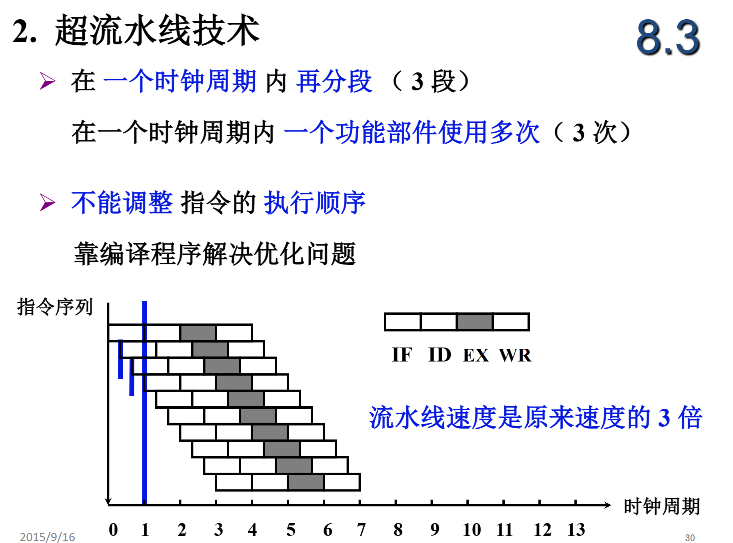 2. 超流水线技术
8.3
➢ 在 一个时钟周期 内 再分段 （ 3 段）
在一个时钟周期内 一个功能部件使用多次（ 3 次）
➢ 不能调整 指令的 执行顺序
靠编译程序解决优化问题
指令序列
IF ID EX WR
流水线速度是原来速度的 3 倍
时钟周期
0 1 2 3 4 5 6 7 8 9 10 11 12 13
2015/9/16
30